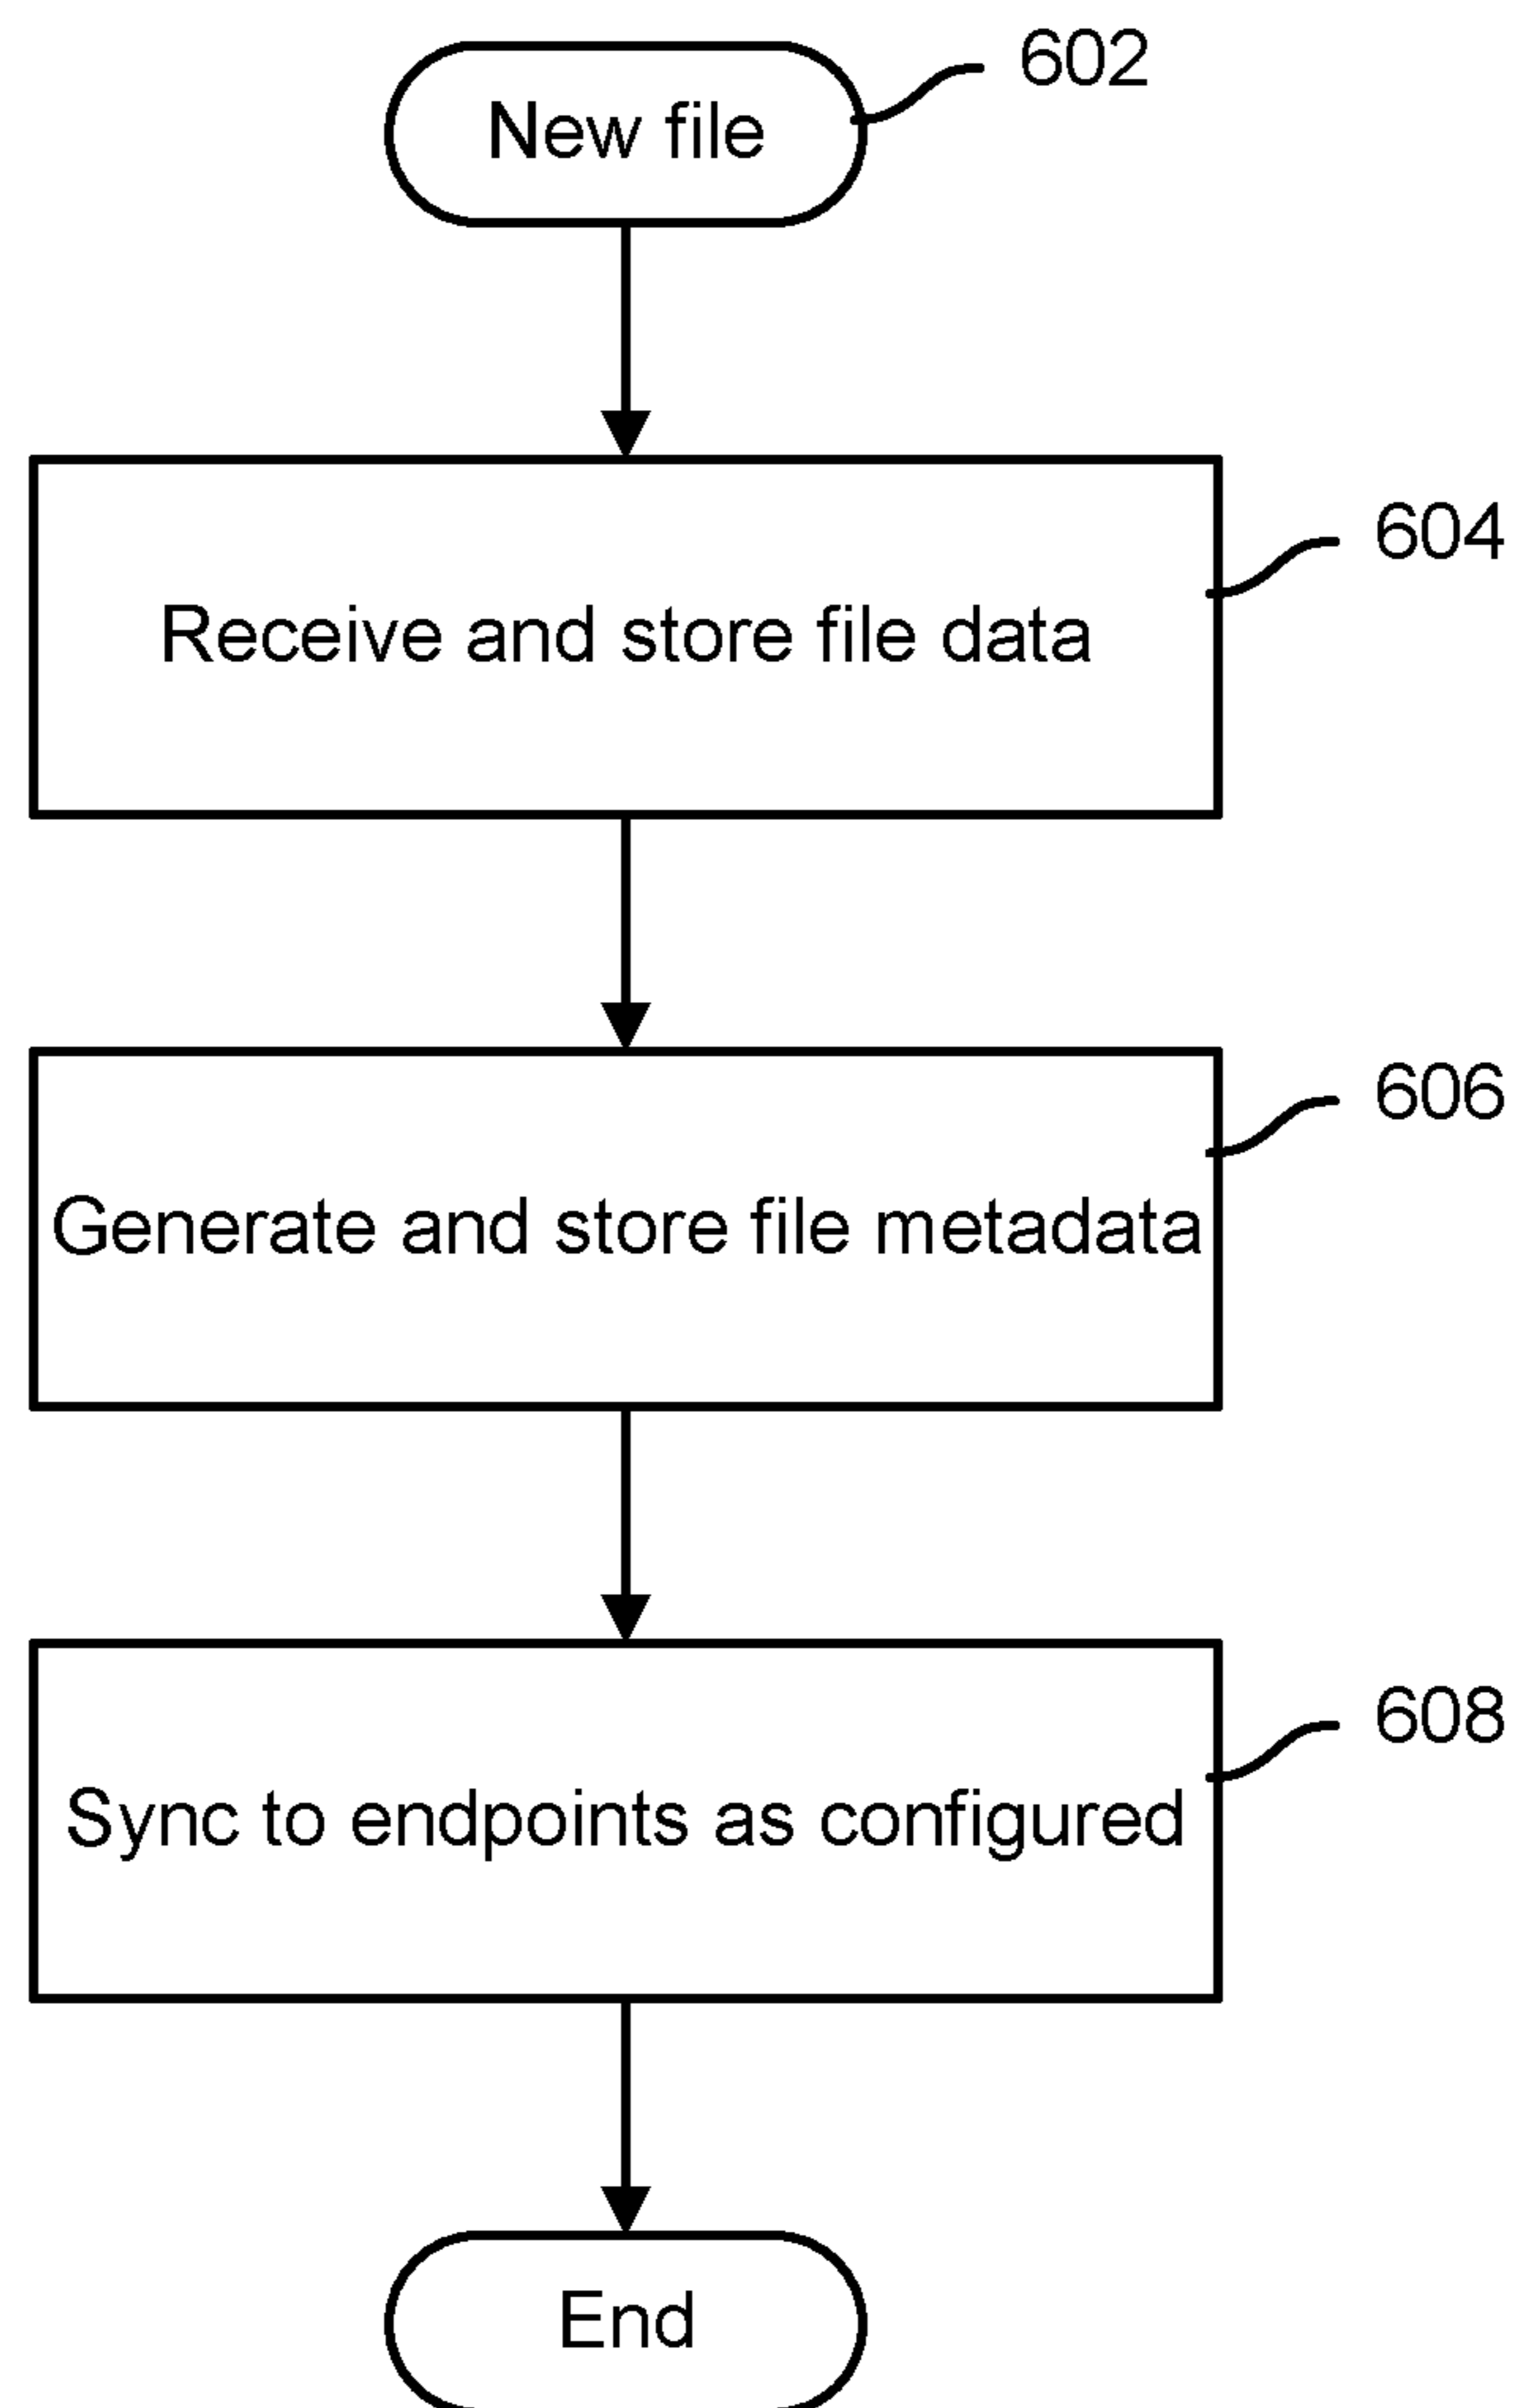 New file
602
Receive and store file data
604
Generate and store file metadata
606
Sync to endpoints as configured
608
End